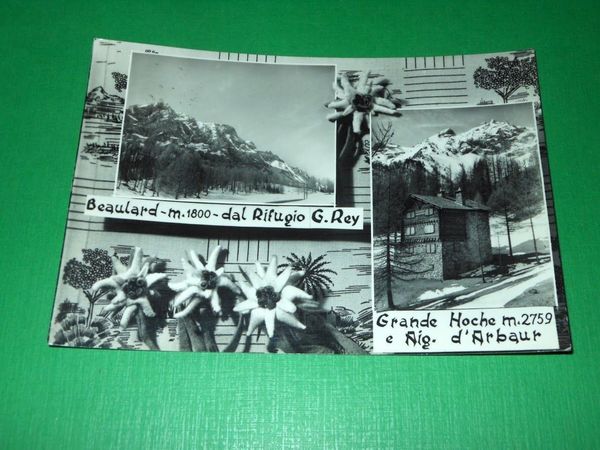 Beaulard-m.1800-dal Rifugio G.Rey
Grande Hoche m.2759
e Aig. d'Arbaur